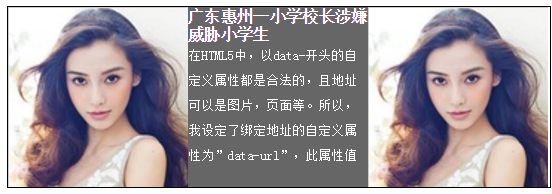 广东惠州一小学校长涉嫌
威胁小学生
在HTML5中，以data-开头的自
定义属性都是合法的，且地址
可以是图片，页面等。所以，
我设定了绑定地址的自定义属
性为”data-url”，此属性值